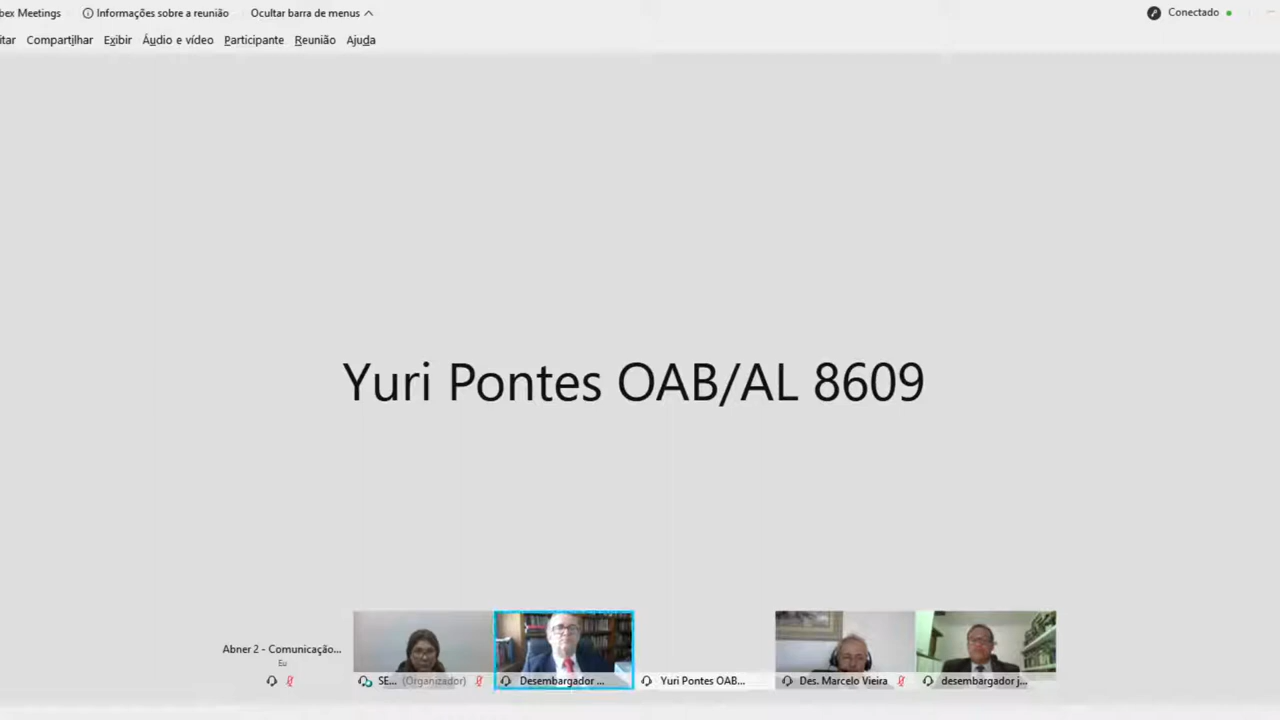 bex Meetings Informações sobre a reunião Ocultar barra de menus Conectado
itar Compartilhar Exibir Áudio e vídeo Participante Reunião Ajuda
Yuri Pontes OAB/AL 8609
Abner 2 - Comunicação...
Eu
SE... (Organizador) Desembargador ... Yuri Pontes OAB... Des. Marcelo Vieira desembargador j...